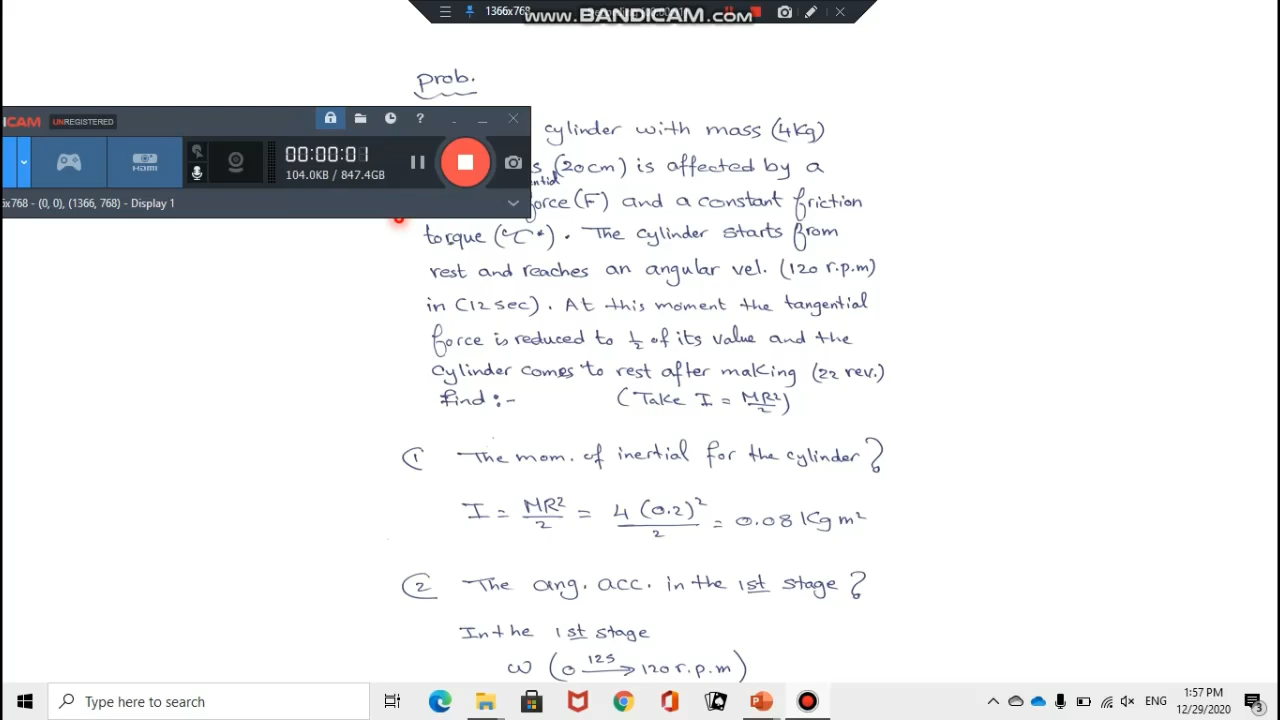 1366x768
www.BANDICAM.com
prob.
CAM UNREGISTERED
cylinder with mass (4Kg)
00:00:01
HDMI
104.0KB / 847.4GB
s (20cm) is affected by a
ntial
x768 - (0, 0), (1366, 768) - Display 1
force (F) and a constant friction
torque (τ•). The cylinder starts from
rest and reaches an angular vel. (120 r.p.m)
in (12 sec). At this moment the tangential
force is reduced to 1/2 of its value and the
cylinder comes to rest after making (22 rev.)
find :- (Take I = MR²/2)
① The mom. of inertial for the cylinder?
I = MR²/2 = 4 (0.2)²/2 = 0.08 Kg m²
② The ang. acc. in the 1st stage?
In the 1st stage
ω (0 12s→ 120 r.p.m)
Type here to search
ENG
1:57 PM
12/29/2020
3